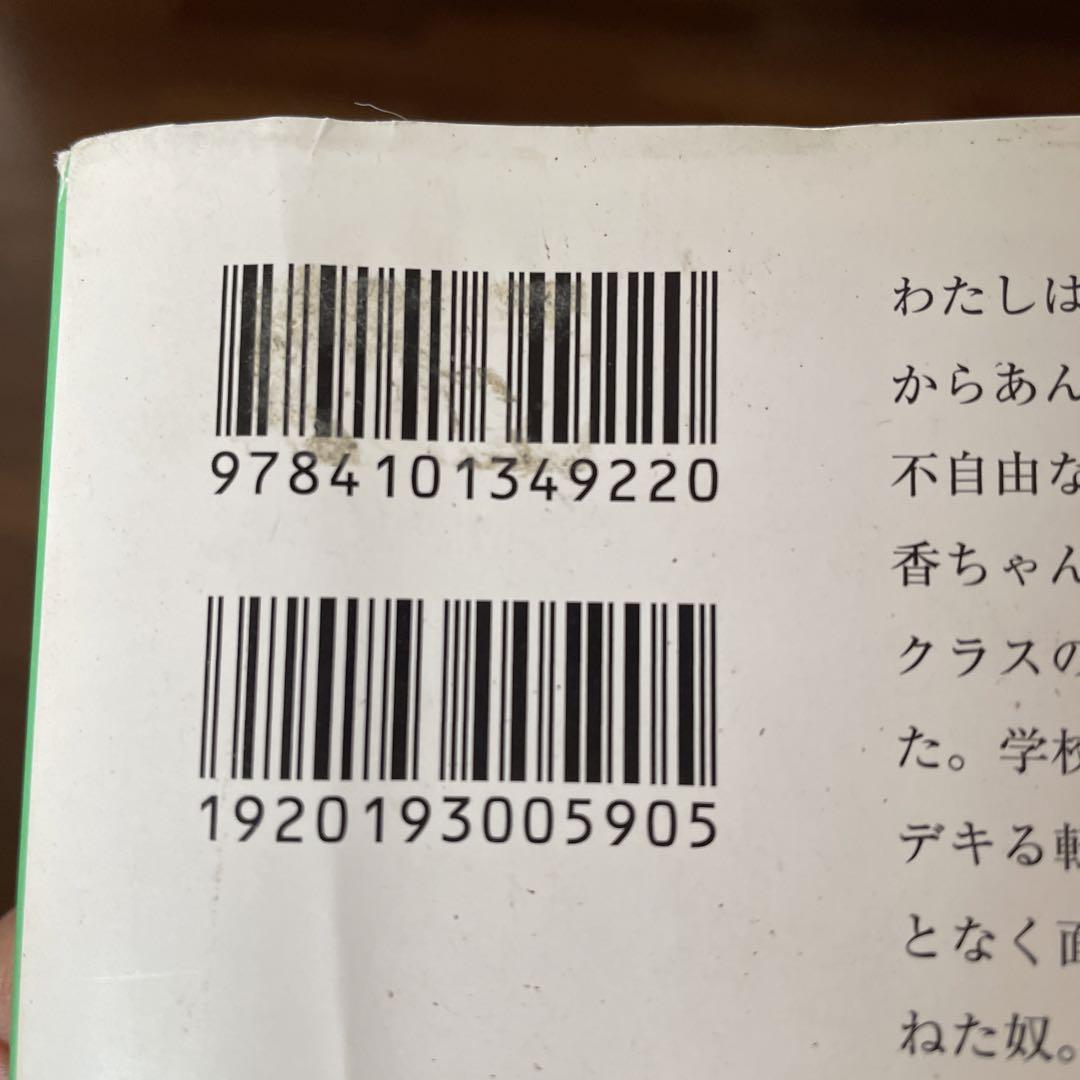 9784101349220
1920193005905
わたしは
からあん
不自由な
香ちゃん
クラスの
た。学校
デキる転
となく面
ねた奴。